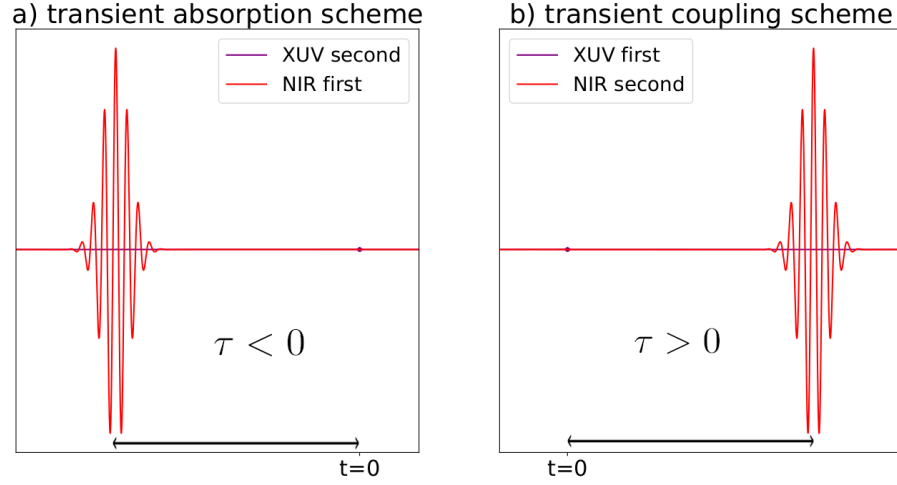 a) transient absorption scheme
XUV second
NIR first
τ < 0
t=0
b) transient coupling scheme
XUV first
NIR second
τ > 0
t=0